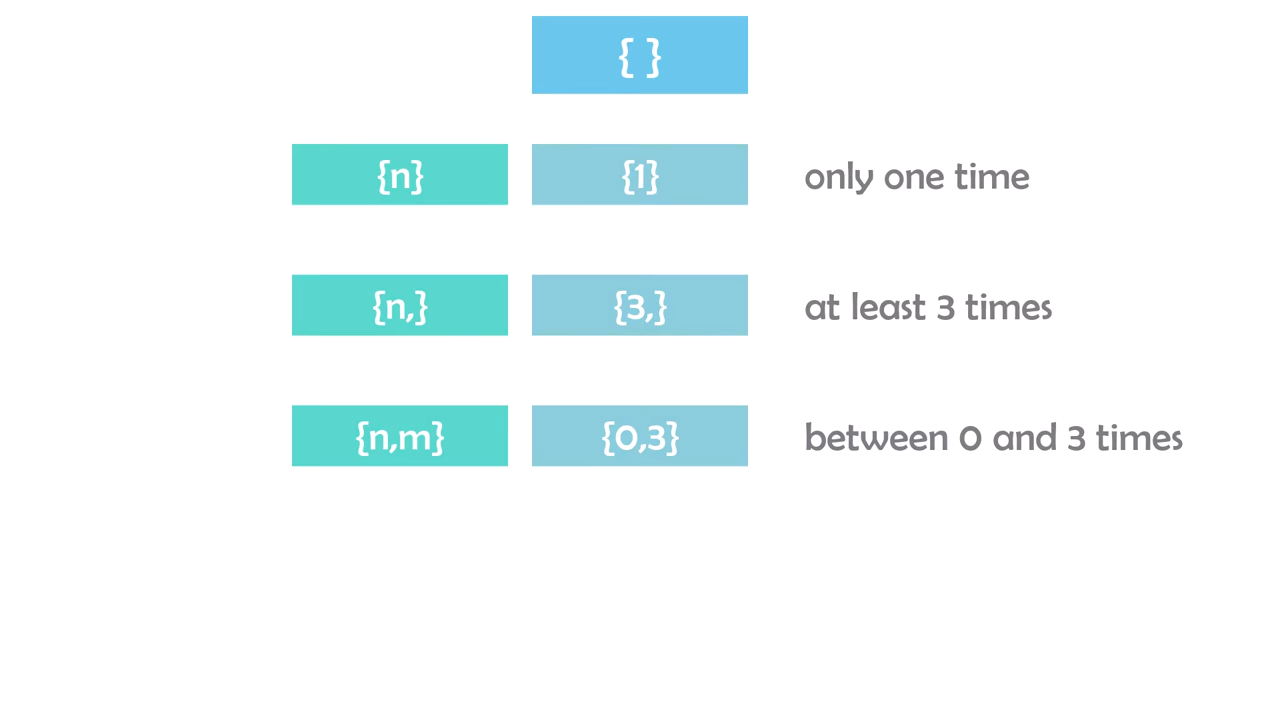 { }
{n} {1} only one time
{n,} {3,} at least 3 times
{n,m} {0,3} between 0 and 3 times